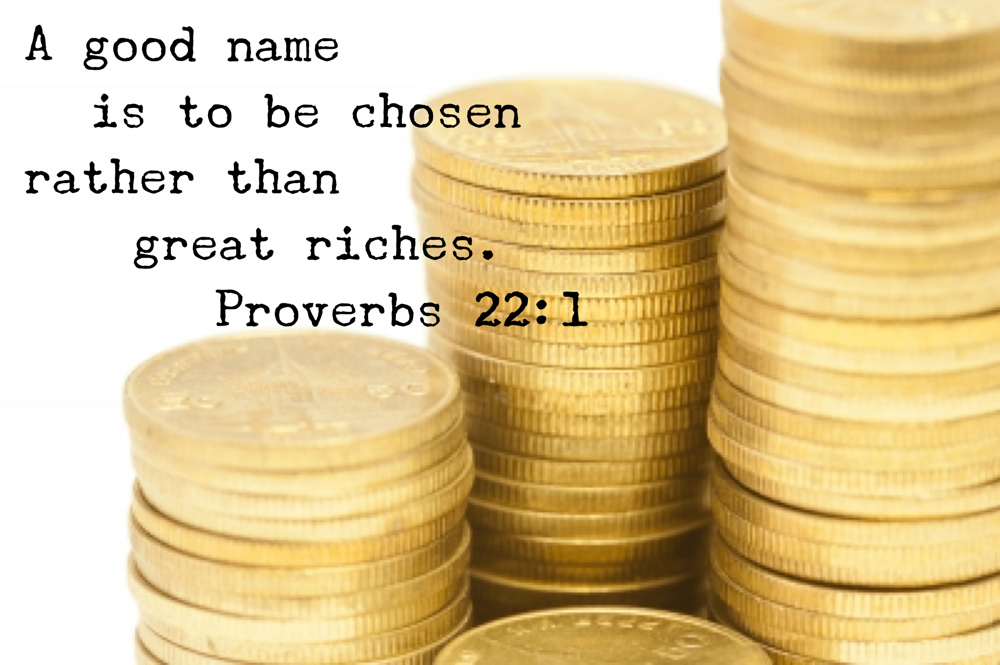 A good name
is to be chosen
rather than
great riches.
Proverbs 22:1